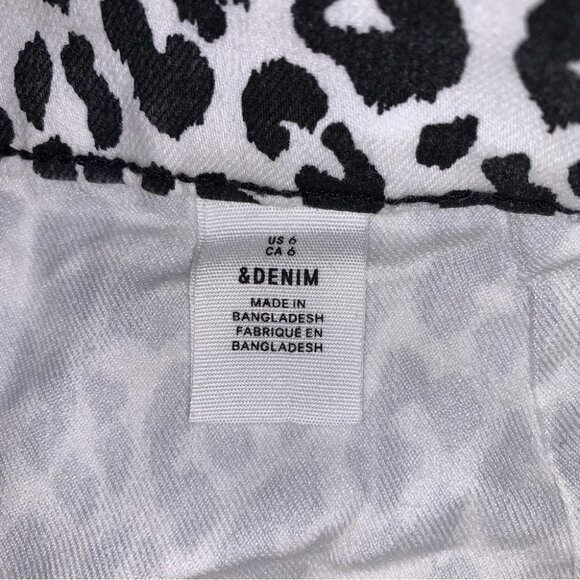 US 6
CA 6
&DENIM
MADE IN
BANGLADESH
FABRIQUÉ EN
BANGLADESH